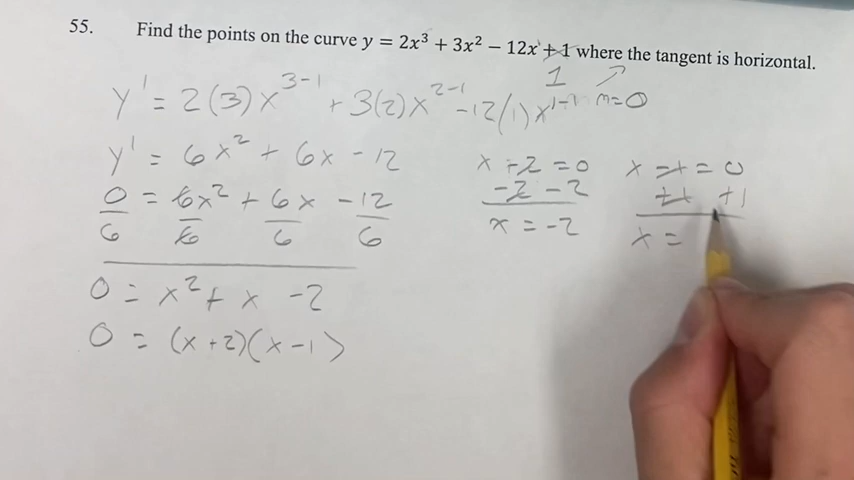 55. Find the points on the curve y = 2x³ + 3x² − 12x + 1 where the tangent is horizontal.
1 m=0
y' = 2(3)x³⁻¹ + 3(2)x²⁻¹ - 12(1)x¹⁻¹
y' = 6x² + 6x - 12
0/6 = 6x²/6 + 6x/6 - 12/6
0 = x² + x - 2
0 = (x+2)(x-1)
x + 2 = 0
-2 -2
x = -2
x - 1 = 0
+1 +1
x =